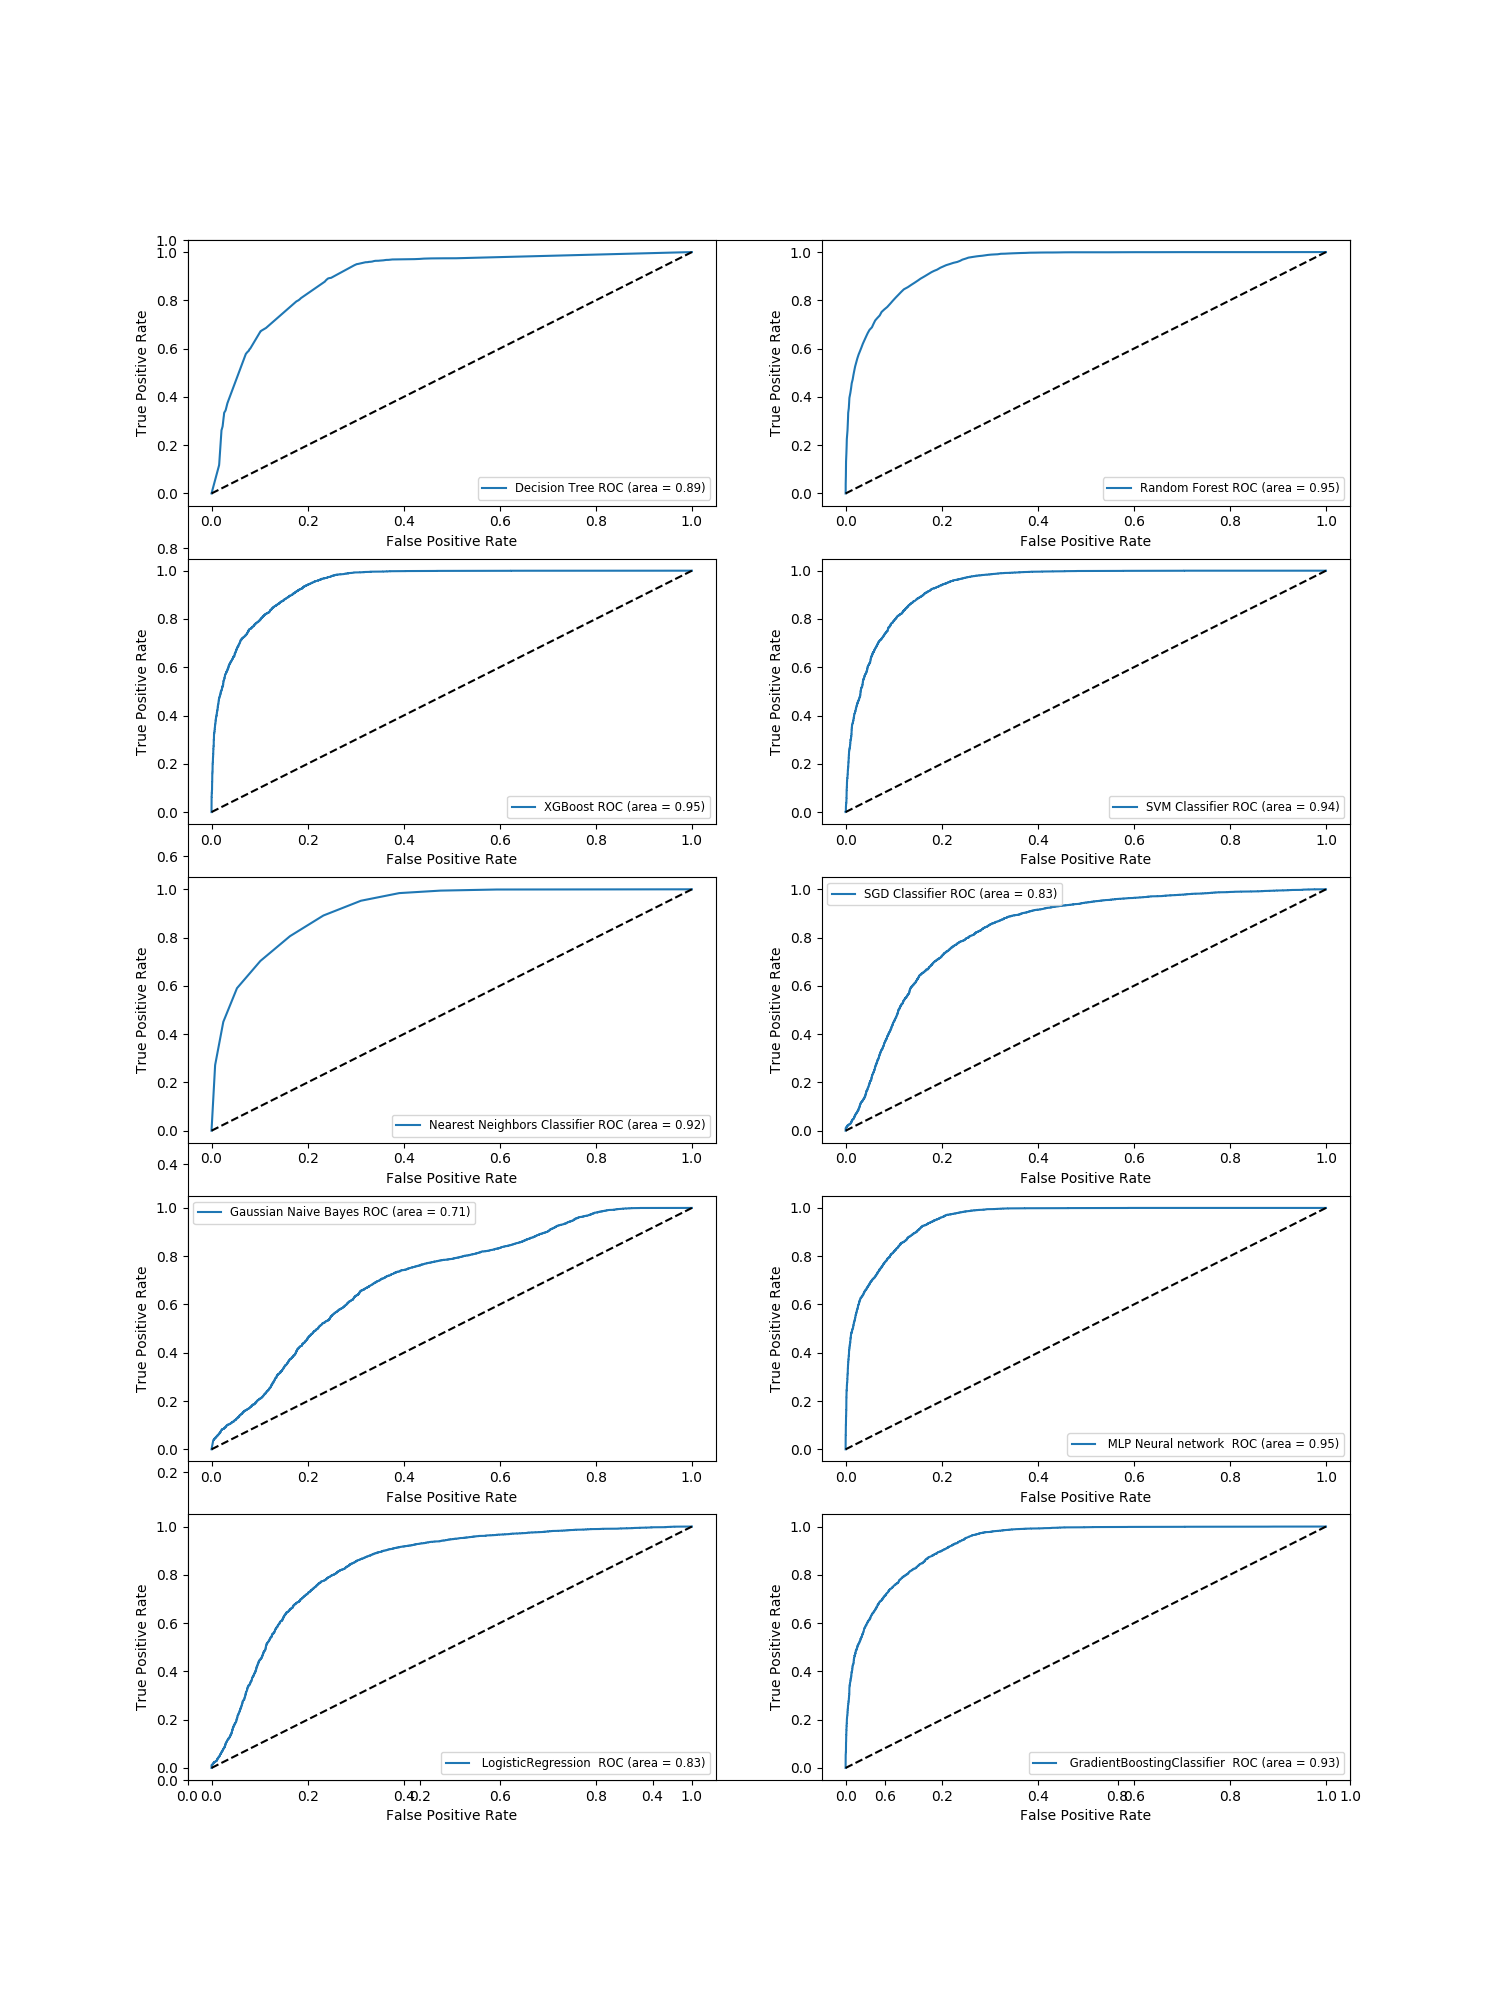 1.0
1.0
0.8
0.6
0.4
0.2
0.0
True Positive Rate
Decision Tree ROC (area = 0.89)
0.0 0.2 0.4 0.6 0.8 1.0
False Positive Rate
1.0
0.8
0.6
0.4
0.2
0.0
True Positive Rate
Random Forest ROC (area = 0.95)
0.0 0.2 0.4 0.6 0.8 1.0
False Positive Rate
0.8
1.0
0.8
0.6
0.4
0.2
0.0
True Positive Rate
XGBoost ROC (area = 0.95)
0.0 0.2 0.4 0.6 0.8 1.0
False Positive Rate
1.0
0.8
0.6
0.4
0.2
0.0
True Positive Rate
SVM Classifier ROC (area = 0.94)
0.0 0.2 0.4 0.6 0.8 1.0
False Positive Rate
0.6
1.0
0.8
0.6
0.4
0.2
0.0
True Positive Rate
Nearest Neighbors Classifier ROC (area = 0.92)
0.0 0.2 0.4 0.6 0.8 1.0
False Positive Rate
SGD Classifier ROC (area = 0.83)
1.0
0.8
0.6
0.4
0.2
0.0
True Positive Rate
0.0 0.2 0.4 0.6 0.8 1.0
False Positive Rate
0.4
Gaussian Naive Bayes ROC (area = 0.71)
1.0
0.8
0.6
0.4
0.2
0.0
True Positive Rate
0.0 0.2 0.4 0.6 0.8 1.0
False Positive Rate
1.0
0.8
0.6
0.4
0.2
0.0
True Positive Rate
MLP Neural network ROC (area = 0.95)
0.0 0.2 0.4 0.6 0.8 1.0
False Positive Rate
0.2
1.0
0.8
0.6
0.4
0.2
0.0
0.0
True Positive Rate
LogisticRegression ROC (area = 0.83)
0.0 0.0 0.2 0.4 0.2 0.6 0.8 0.4 1.0
False Positive Rate
1.0
0.8
0.6
0.4
0.2
0.0
True Positive Rate
GradientBoostingClassifier ROC (area = 0.93)
0.0 0.6 0.2 0.4 0.8 0.6 0.8 1.0 1.0
False Positive Rate